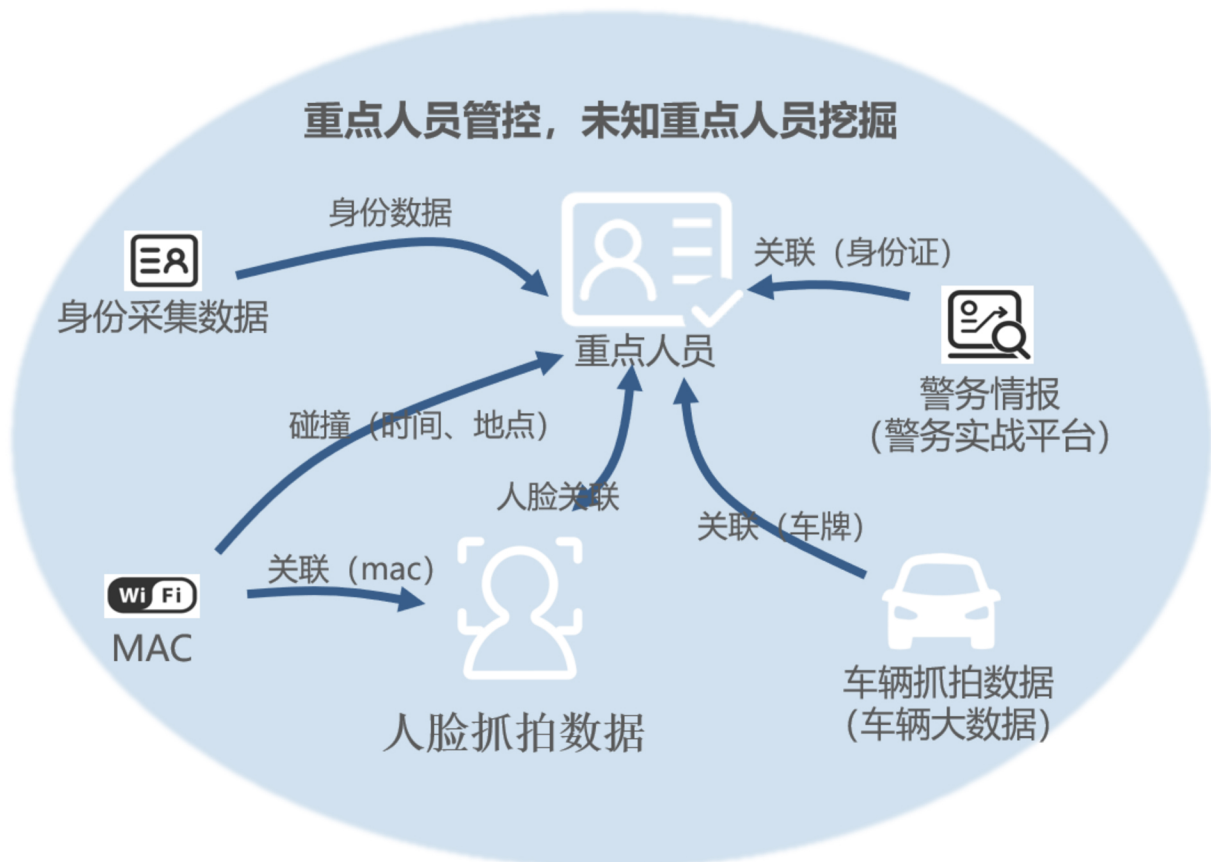 重点人员管控，未知重点人员挖掘
身份数据
关联（身份证）
身份采集数据
重点人员
警务情报
（警务实战平台）
碰撞（时间、地点）
人脸关联
关联（车牌）
关联（mac）
Wi Fi
MAC
车辆抓拍数据
（车辆大数据）
人脸抓拍数据